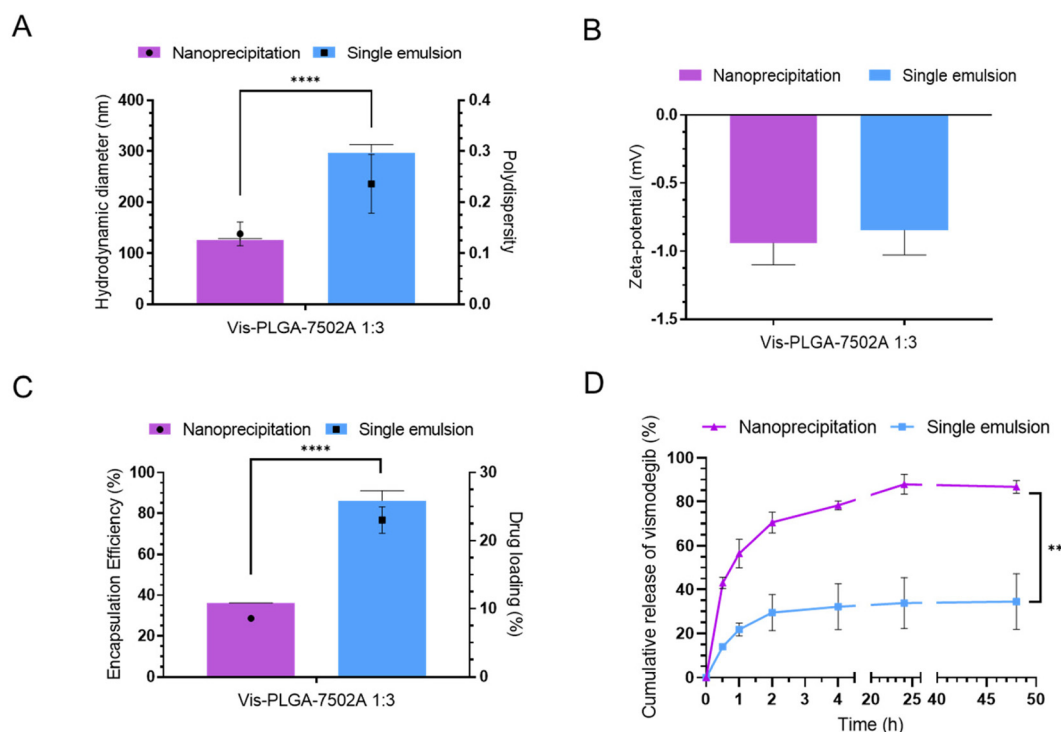 A
Nanoprecipitation Single emulsion
****
Hydrodynamic diameter (nm)
400
300
200
100
0
Polydispersity
0.4
0.3
0.2
0.1
0.0
Vis-PLGA-7502A 1:3
B
Nanoprecipitation Single emulsion
Zeta-potential (mV)
0.0
-0.5
-1.0
-1.5
Vis-PLGA-7502A 1:3
C
Nanoprecipitation Single emulsion
****
Encapsulation Efficiency (%)
100
80
60
40
20
0
Drug loading (%)
30
20
10
0
Vis-PLGA-7502A 1:3
D
Nanoprecipitation Single emulsion
Cumulative release of vismodegib (%)
100
80
60
40
20
0
**
0 1 2 3 4 20 25 40 45 50
Time (h)